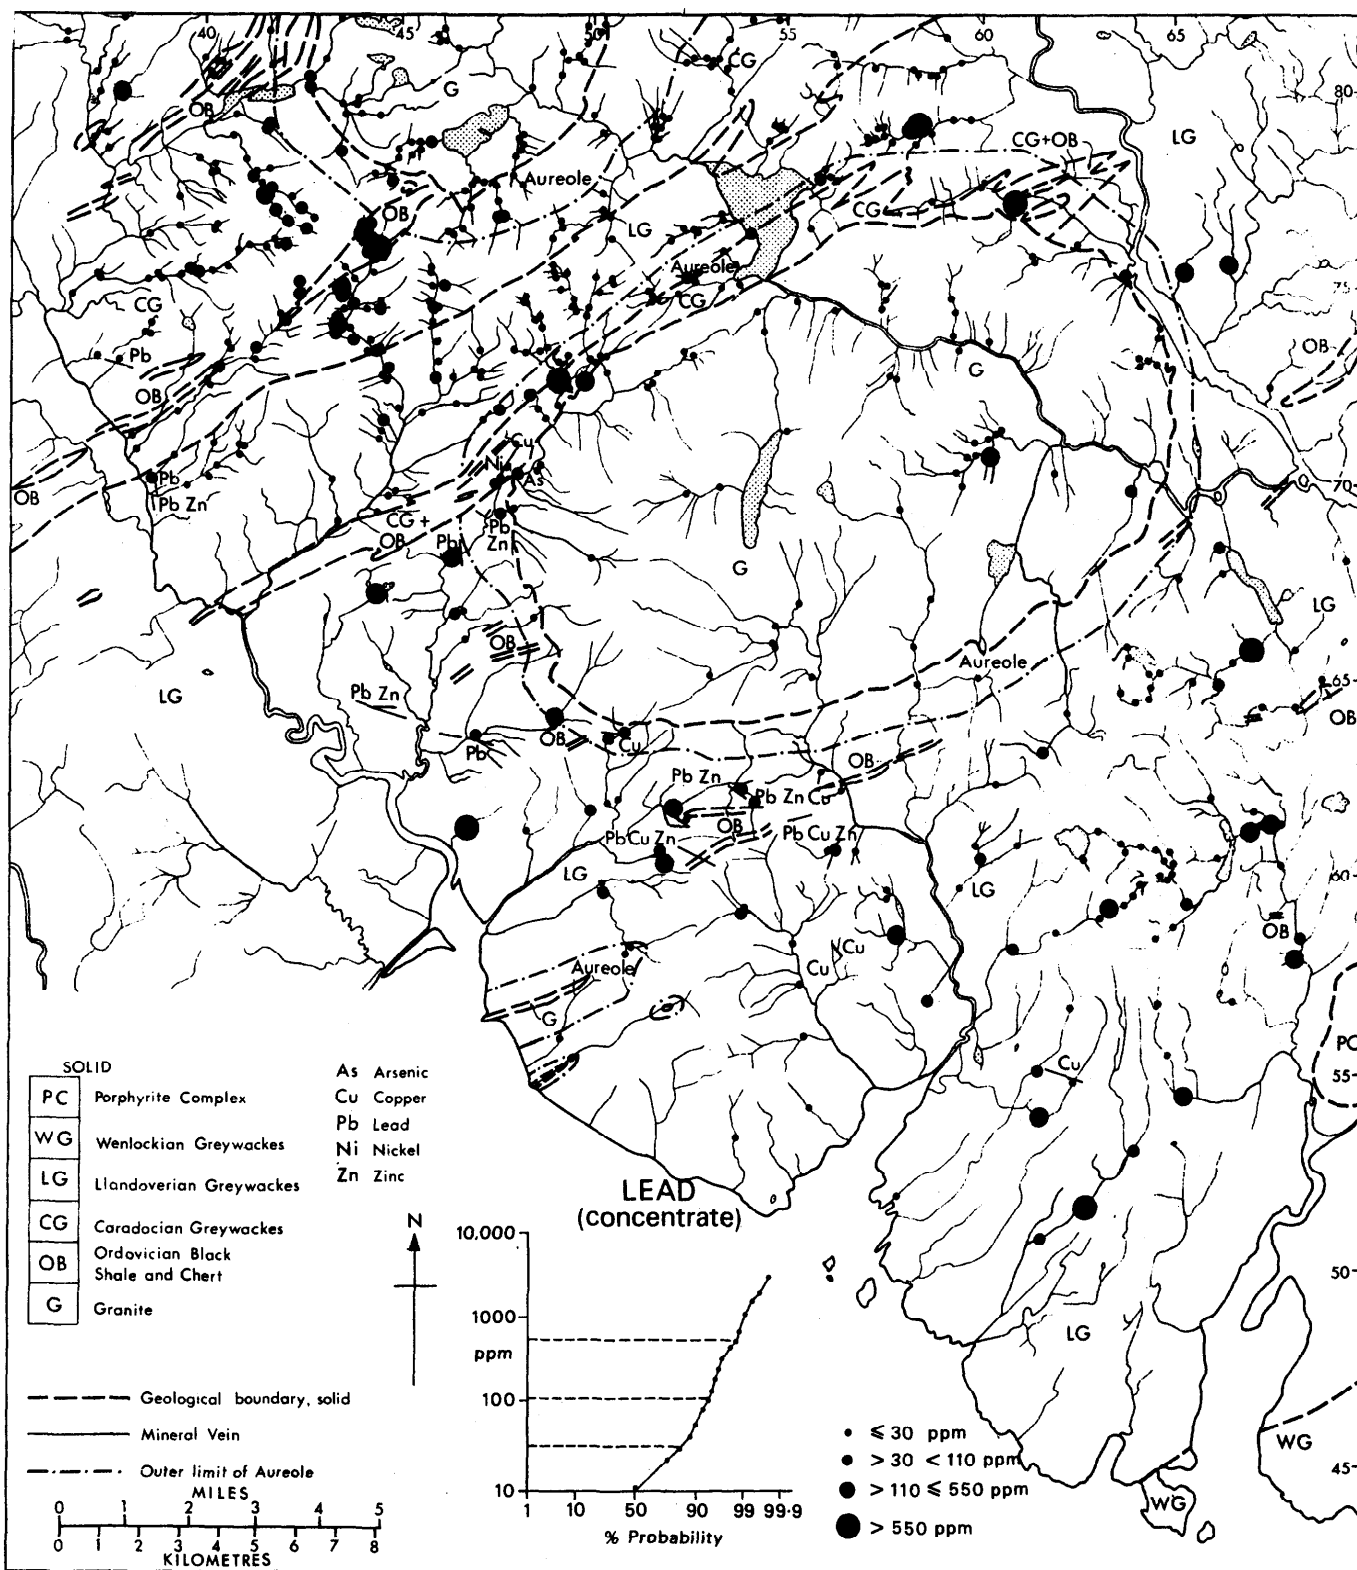 40 45 50 55 60 65
CG
G
80
OB
LG
CG+OB
Aureole
OB
CG
LG
Aureole
CG
75
CG
Pb
OB
G
OB
Cu
Ni
As
Pb
Pb Zn
70
OB
CG +
OB
Pb
Zn
Pb
G
LG
OB
Aureole
LG
Pb Zn
65
OB
Pb
OB
Cu
OB
Pb Zn
Pb Zn Cu
OB
Pb Cu Zn
Pb Cu Zn
LG
60
LG
OB
Cu
Aureole
Cu
G
PC
Cu
55
SOLID
PC Porphyrite Complex
WG Wenlockian Greywackes
LG Llandoverian Greywackes
CG Caradocian Greywackes
OB Ordovician Black
Shale and Chert
G Granite
As Arsenic
Cu Copper
Pb Lead
Ni Nickel
Zn Zinc
N
LEAD
(concentrate)
10,000
1000
ppm
100
10
1 10 50 90 99 99·9
% Probability
50
LG
WG
45
WG
Geological boundary, solid
Mineral Vein
Outer limit of Aureole
MILES
0 1 2 3 4 5
0 1 2 3 4 5 6 7 8
KILOMETRES
⩽ 30 ppm
> 30 < 110 ppm
> 110 ⩽ 550 ppm
> 550 ppm